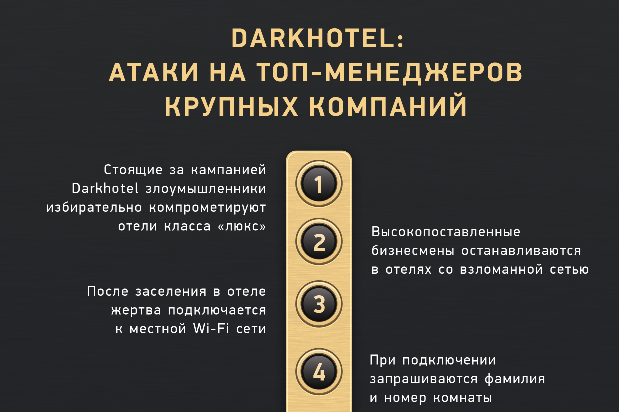 DARKHOTEL:
АТАКИ НА ТОП-МЕНЕДЖЕРОВ
КРУПНЫХ КОМПАНИЙ
1
Стоящие за кампанией
Darkhotel злоумышленники
избирательно компрометируют
отели класса «люкс»
2
Высокопоставленные
бизнесмены останавливаются
в отелях со взломанной сетью
3
После заселения в отеле
жертва подключается
к местной Wi-Fi сети
4
При подключении
запрашиваются фамилия
и номер комнаты